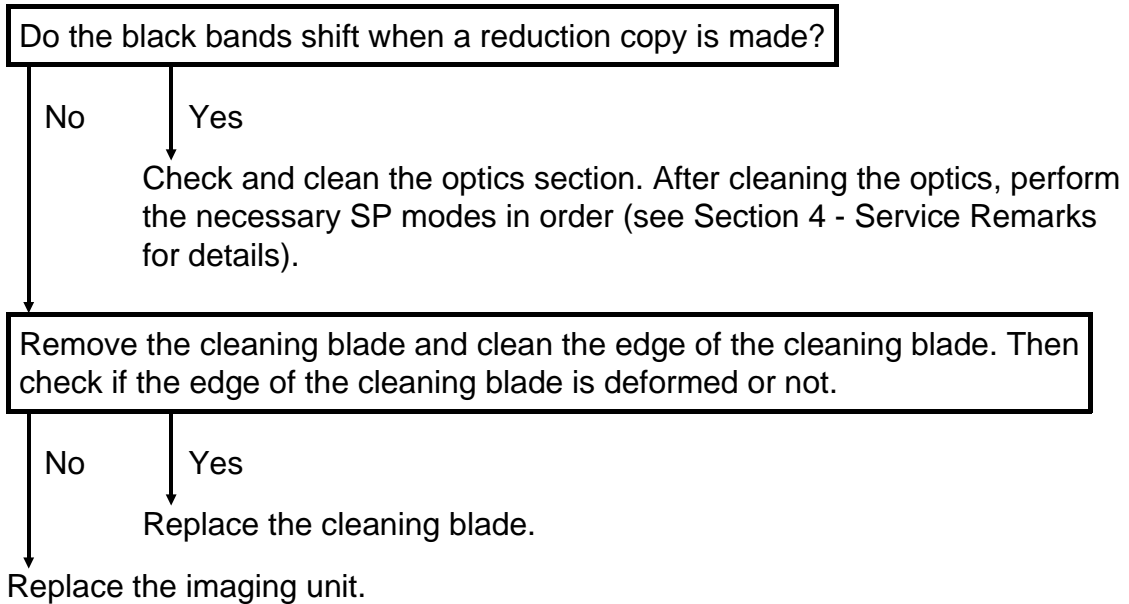 Do the black bands shift when a reduction copy is made?
No
Yes
Check and clean the optics section. After cleaning the optics, perform
the necessary SP modes in order (see Section 4 - Service Remarks
for details).
Remove the cleaning blade and clean the edge of the cleaning blade. Then
check if the edge of the cleaning blade is deformed or not.
No
Yes
Replace the cleaning blade.
Replace the imaging unit.